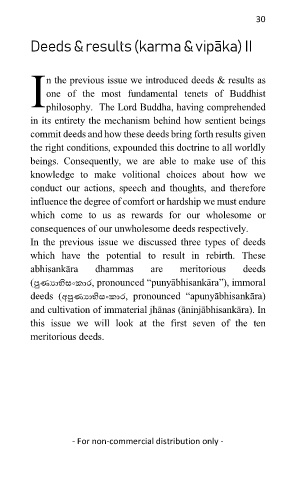 30
Deeds & results (karma & vipāka) II
In the previous issue we introduced deeds & results as
one of the most fundamental tenets of Buddhist
philosophy. The Lord Buddha, having comprehended
in its entirety the mechanism behind how sentient beings
commit deeds and how these deeds bring forth results given
the right conditions, expounded this doctrine to all worldly
beings. Consequently, we are able to make use of this
knowledge to make volitional choices about how we
conduct our actions, speech and thoughts, and therefore
influence the degree of comfort or hardship we must endure
which come to us as rewards for our wholesome or
consequences of our unwholesome deeds respectively.
In the previous issue we discussed three types of deeds
which have the potential to result in rebirth. These
abhisankāra dhammas are meritorious deeds
(පුණ්‍යාභිසංකාර, pronounced “punyābhisankāra”), immoral
deeds (අපුණ්‍යාභිසංකාර, pronounced “apunyābhisankāra)
and cultivation of immaterial jhānas (āninjābhisankāra). In
this issue we will look at the first seven of the ten
meritorious deeds.
- For non-commercial distribution only -